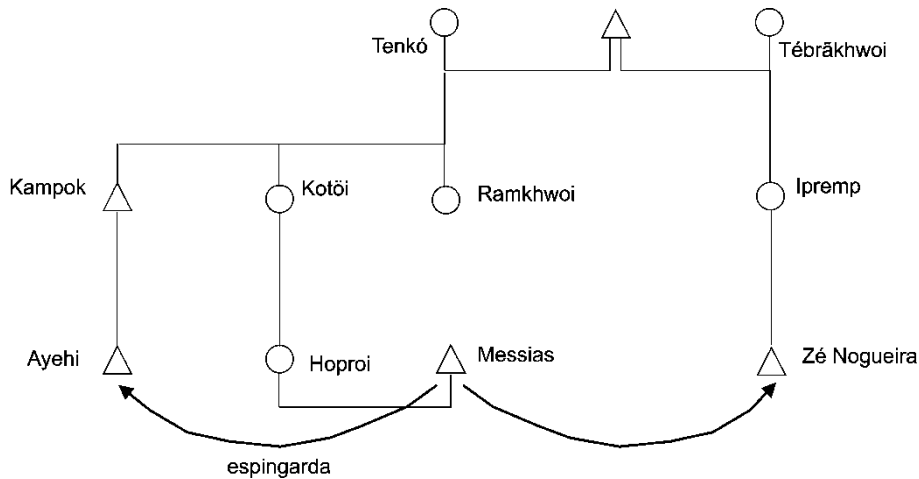 Tenkó
Tébrãkhwoi
Kampok
Kotöi
Ramkhwoi
Ipremp
Ayehi
Hoproi
Messias
Zé Nogueira
espingarda